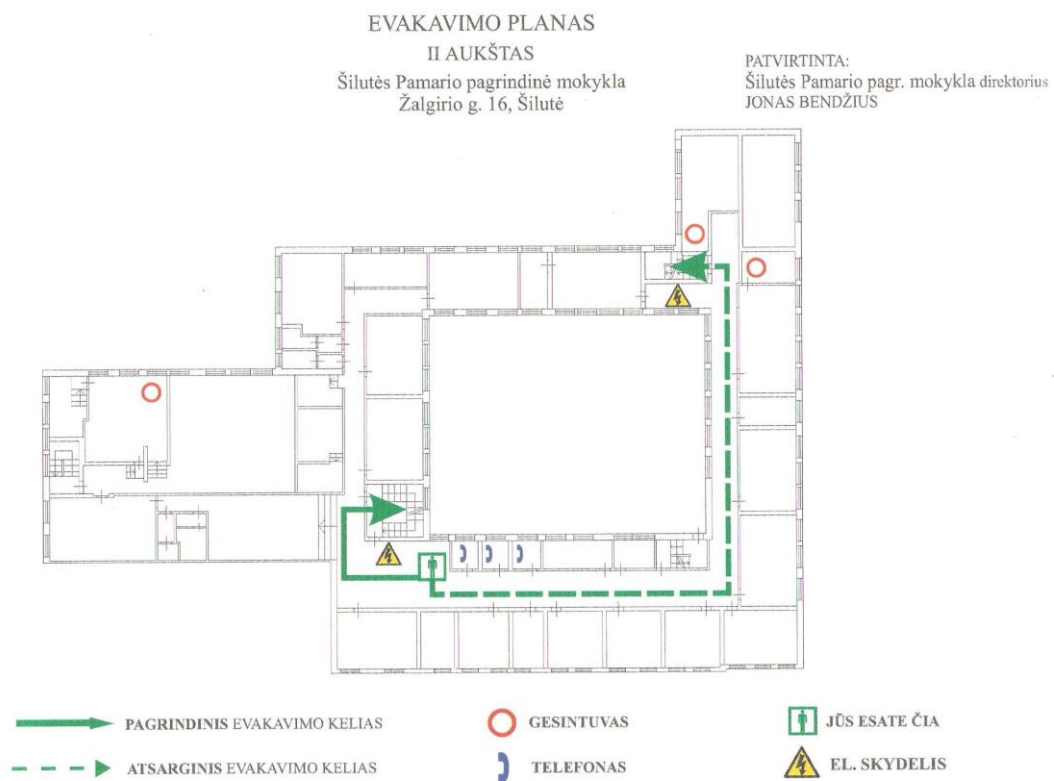 EVAKAVIMO PLANAS
II AUKŠTAS
Šilutės Pamario pagrindinė mokykla
Žalgirio g. 16, Šilutė
PATVIRTINTA:
Šilutės Pamario pagr. mokykla direktorius
JONAS BENDŽIUS
PAGRINDINIS EVAKAVIMO KELIAS
GESINTUVAS
JŪS ESATE ČIA
ATSARGINIS EVAKAVIMO KELIAS
TELEFONAS
EL. SKYDELIS